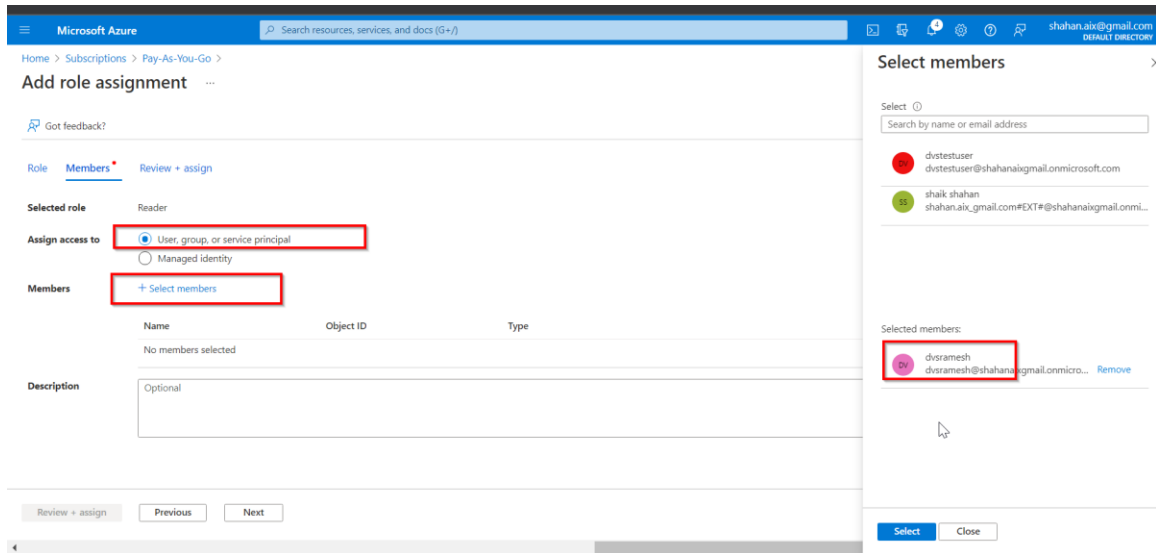 Microsoft Azure
Search resources, services, and docs (G+/)
4
shahan.aix@gmail.com
DEFAULT DIRECTORY
Home > Subscriptions > Pay-As-You-Go >
Add role assignment ...
Got feedback?
Role Members Review + assign
Selected role Reader
Assign access to User, group, or service principal
Managed identity
Members + Select members
Name Object ID Type
No members selected
Description Optional
Review + assign Previous Next
Select members
Select
Search by name or email address
DV dvstestuser
dvstestuser@shahanaixgmail.onmicrosoft.com
SS shaik shahan
shahan.aix_gmail.com#EXT#@shahanaixgmail.onmi...
Selected members:
DV dvsramesh
dvsramesh@shahanaixgmail.onmicro... Remove
Select Close